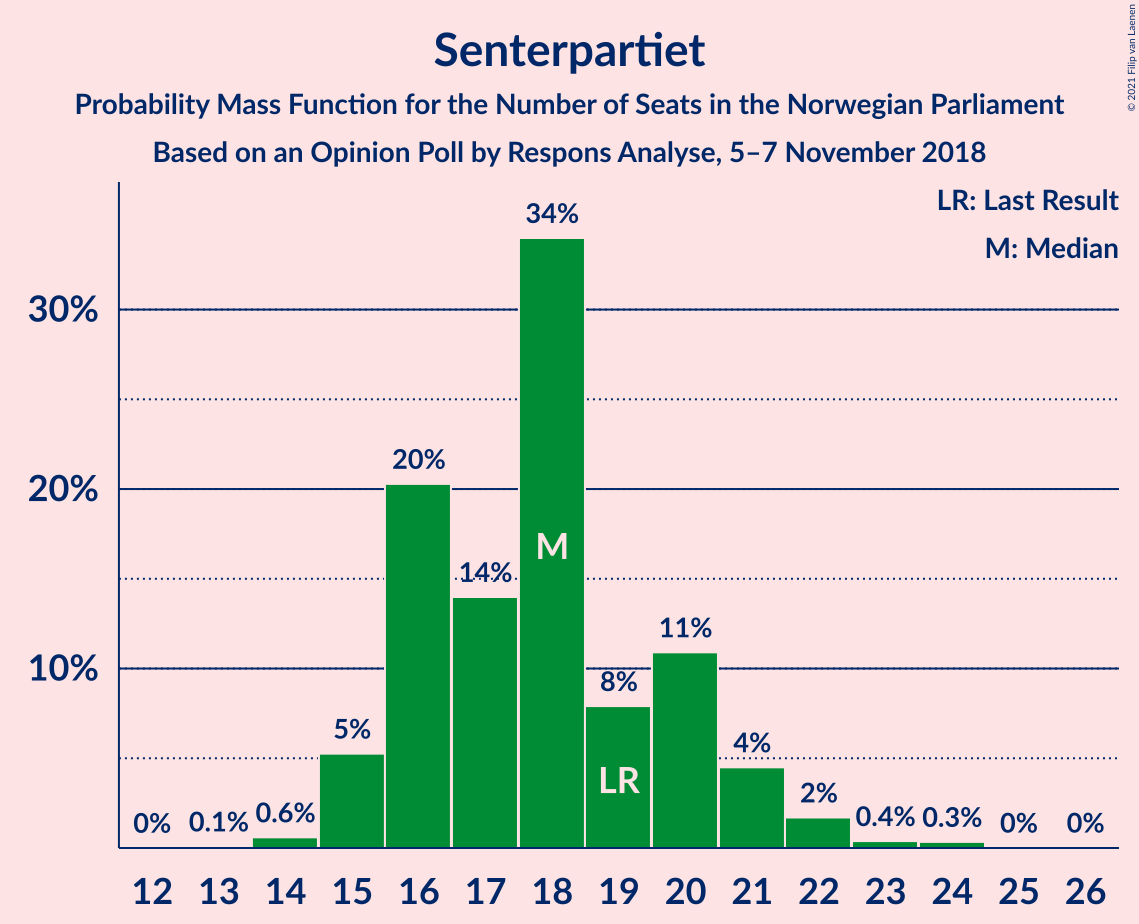 Senterpartiet
Probability Mass Function for the Number of Seats in the Norwegian Parliament
Based on an Opinion Poll by Respons Analyse, 5–7 November 2018
© 2021 Filip van Laenen
LR: Last Result
M: Median
30%
20%
10%
0%
0.1%
0.6%
5%
20%
14%
34%
M
8%
LR
11%
4%
2%
0.4%
0.3%
0%
0%
12 13 14 15 16 17 18 19 20 21 22 23 24 25 26